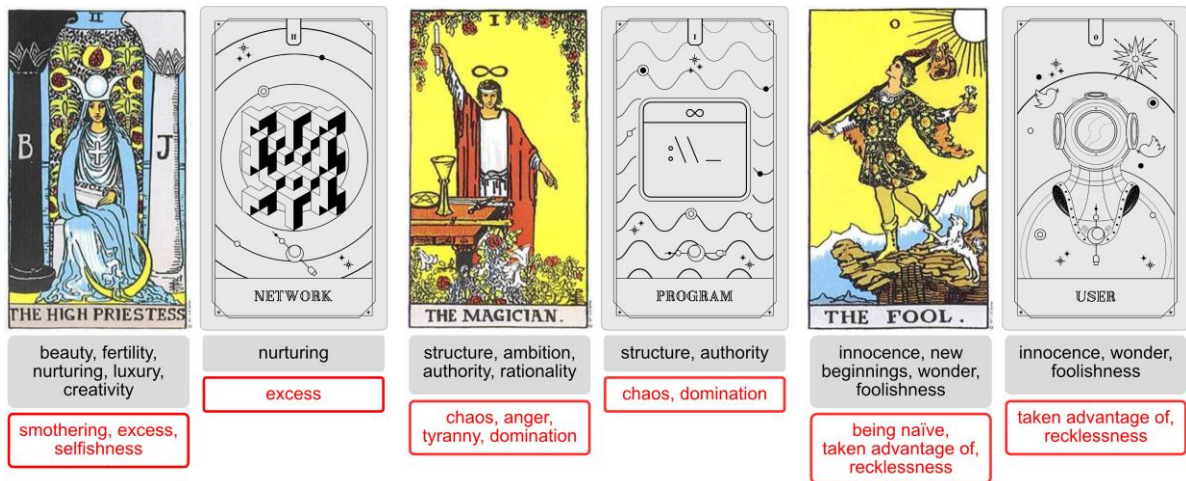 II
B
J
THE HIGH PRIESTESS
II
NETWORK
I
THE MAGICIAN.
I
:\\_
PROGRAM
0
THE FOOL.
0
USER
beauty, fertility,
nurturing, luxury,
creativity
smothering, excess,
selfishness
nurturing
excess
structure, ambition,
authority, rationality
chaos, anger,
tyranny, domination
structure, authority
chaos, domination
innocence, new
beginnings, wonder,
foolishness
being naïve,
taken advantage of,
recklessness
innocence, wonder,
foolishness
taken advantage of,
recklessness